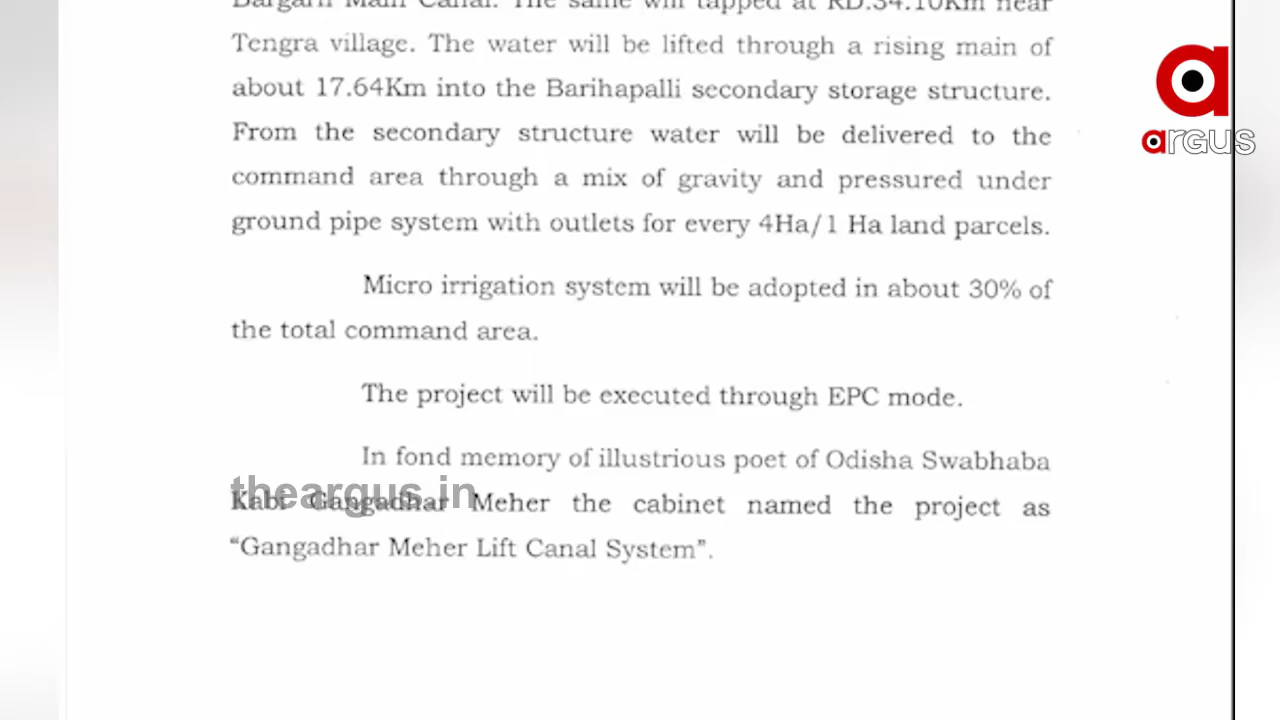 Bargarh Main Canal. The same will tapped at RD.34.10Km near
Tengra village. The water will be lifted through a rising main of
about 17.64Km into the Barihapalli secondary storage structure.
From the secondary structure water will be delivered to the
command area through a mix of gravity and pressured under
ground pipe system with outlets for every 4Ha/1 Ha land parcels.
Micro irrigation system will be adopted in about 30% of
the total command area.
The project will be executed through EPC mode.
In fond memory of illustrious poet of Odisha Swabhaba
Kabi Gangadhar Meher the cabinet named the project as
“Gangadhar Meher Lift Canal System”.
theargus.in
a
argus